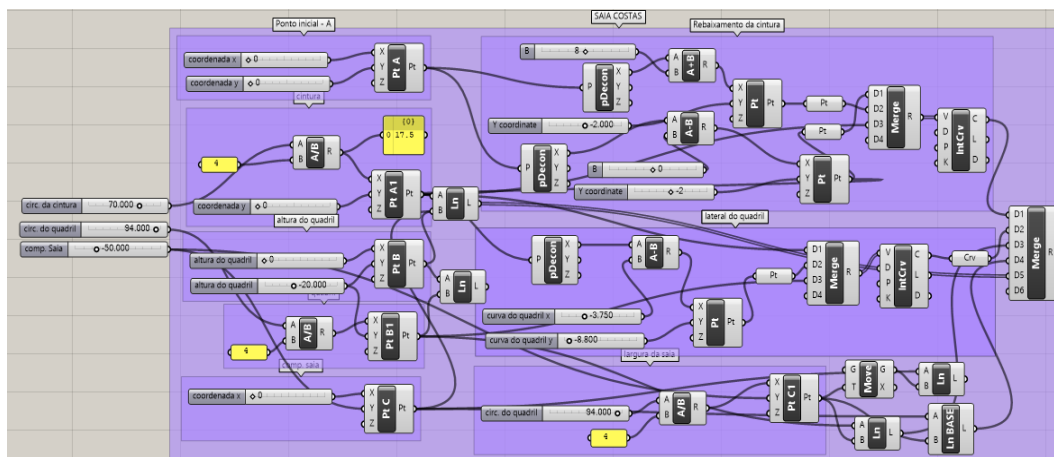 SAIA COSTAS
Ponto inicial - A
Rebaixamento da cintura
coordenada x 0
coordenada y 0
X
Y
Z
Pt A
Pt
cintura
4
A
B
A/B
R
{0}
0 17.5
coordenada y 0
X
Y
Z
Pt A1
Pt
A
B
Ln
L
circ. da cintura 70.000
circ. do quadril 94.000
comp. Saia -50.000
altura do quadril
altura do quadril 0
altura do quadril -20.000
X
Y
Z
Pt B
Pt
A
B
Ln
L
A
B
A/B
R
4
X
Y
Z
Pt B1
Pt
comp. saia
coordenada x 0
X
Y
Z
Pt C
Pt
B 8
P
pDecon
X
Y
Z
A
B
A+B
R
Y coordinate -2.000
A
B
A-B
R
X
Y
Z
Pt
Pt
Pt
Pt
P
pDecon
X
Y
Z
B 0
Y coordinate -2
X
Y
Z
Pt
Pt
D1
D2
D3
D4
Merge
R
V
D
P
K
IntCrv
C
L
D
lateral do quadril
P
pDecon
X
Y
Z
A
B
A-B
R
curva do quadril x -3.750
curva do quadril y -8.800
X
Y
Z
Pt
Pt
Pt
D1
D2
D3
D4
Merge
R
V
D
P
K
IntCrv
C
L
D
Crv
D1
D2
D3
D4
D5
D6
Merge
largura da saia
circ. do quadril 94.000
4
A
B
A/B
R
X
Y
Z
Pt C1
Pt
G
T
Move
G
X
A
B
Ln
L
A
B
Ln
L
A
B
Ln BASE
L